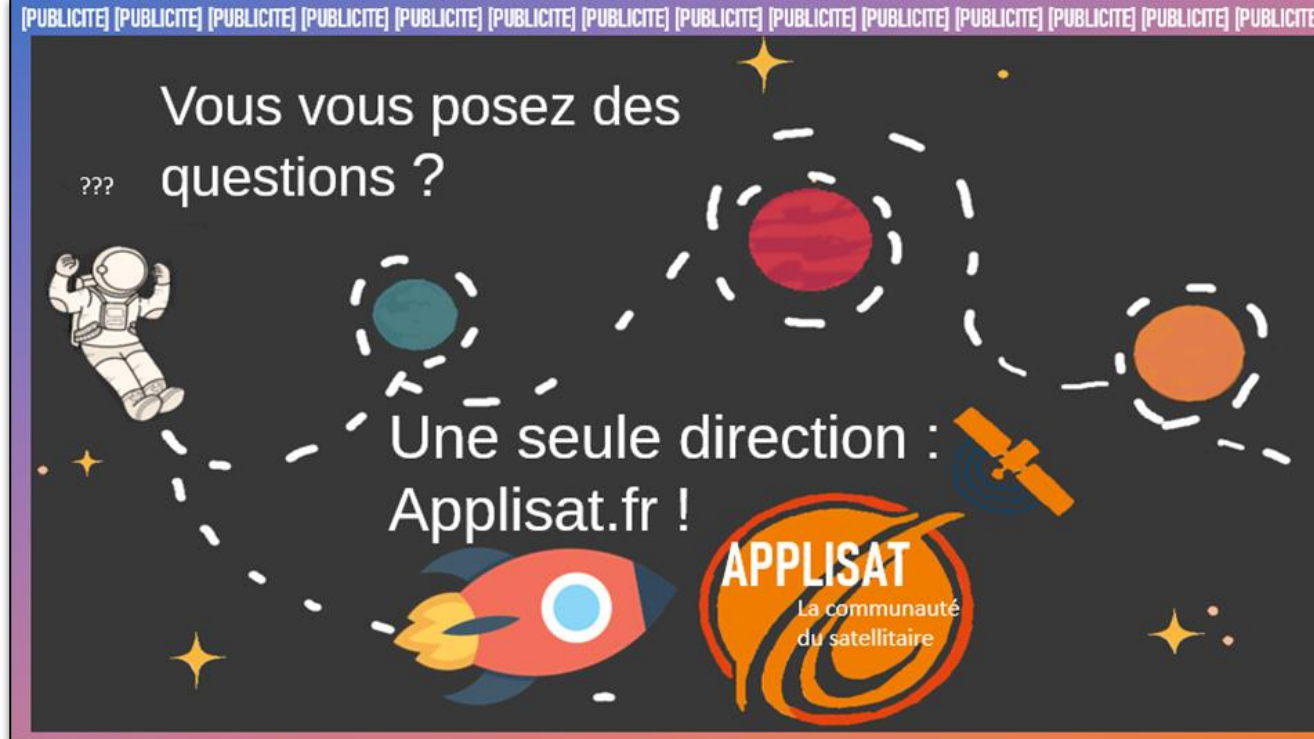 [PUBLICITE] [PUBLICITE] [PUBLICITE] [PUBLICITE] [PUBLICITE] [PUBLICITE] [PUBLICITE] [PUBLICITE] [PUBLICITE] [PUBLICITE] [PUBLICITE] [PUBLICITE] [PUBLICITE] [PUBLICITE
Vous vous posez des
questions ?
???
Une seule direction :
Applisat.fr !
APPLISAT
La communauté
du satellitaire